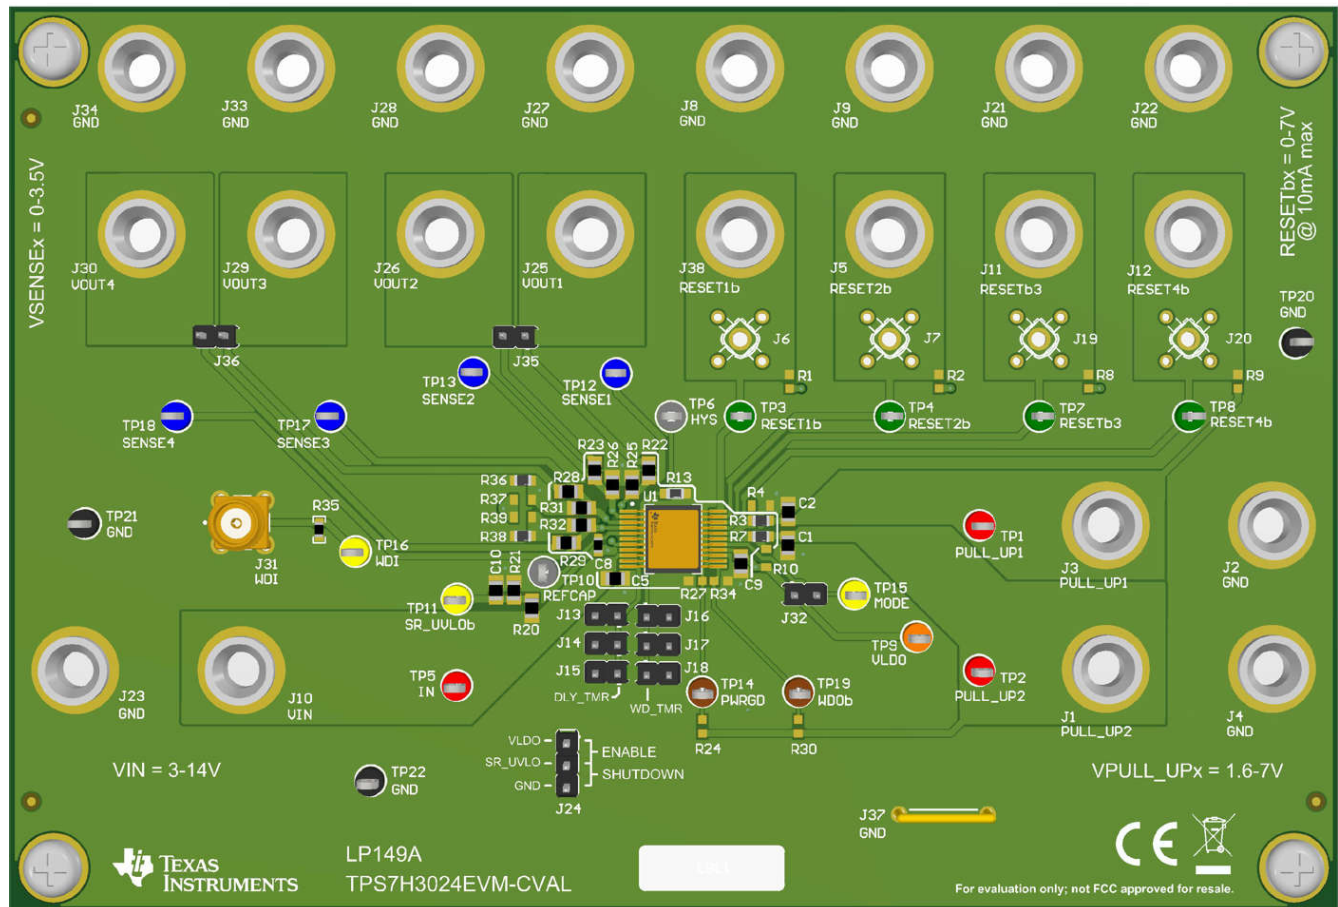 J34
GND
J33
GND
J28
GND
J27
GND
J8
GND
J9
GND
J21
GND
J22
GND
VSENSEx = 0-3.5V
RESETbx = 0-7V
@ 10mA max
J30
VOUT4
J29
VOUT3
J26
VOUT2
J25
VOUT1
J38
RESET1b
J5
RESET2b
J11
RESETb3
J12
RESET4b
TP20
GND
J36
J35
J6
J7
J19
J20
TP13
SENSE2
TP12
SENSE1
R1
R2
R8
R9
TP18
SENSE4
TP17
SENSE3
TP6
HYS
TP3
RESET1b
TP4
RESET2b
TP7
RESETb3
TP8
RESET4b
R23
R26
R25
R22
R36
R28
R13
R37
R31
U1
R4
C2
R39
R32
R3
R38
R29
R7
C1
C8
R10
C9
C5
R27
R34
TP21
GND
J31
WDI
R35
TP16
WDI
C10
R21
TP10
REFCAP
TP11
SR_UVLOb
R20
TP1
PULL_UP1
J3
PULL_UP1
J2
GND
J32
TP15
MODE
TP9
VLDO
J13
J16
J14
J17
J15
J18
DLY_TMR
WD_TMR
J23
GND
J10
VIN
TP5
IN
TP14
PWRGD
TP19
WDOb
TP2
PULL_UP2
J1
PULL_UP2
J4
GND
R24
R30
VLDO
ENABLE
SR_UVLO
SHUTDOWN
GND
J24
VIN = 3-14V
TP22
GND
VPULL_UPx = 1.6-7V
J37
GND
TEXAS
INSTRUMENTS
LP149A
TPS7H3024EVM-CVAL
CE
For evaluation only; not FCC approved for resale.